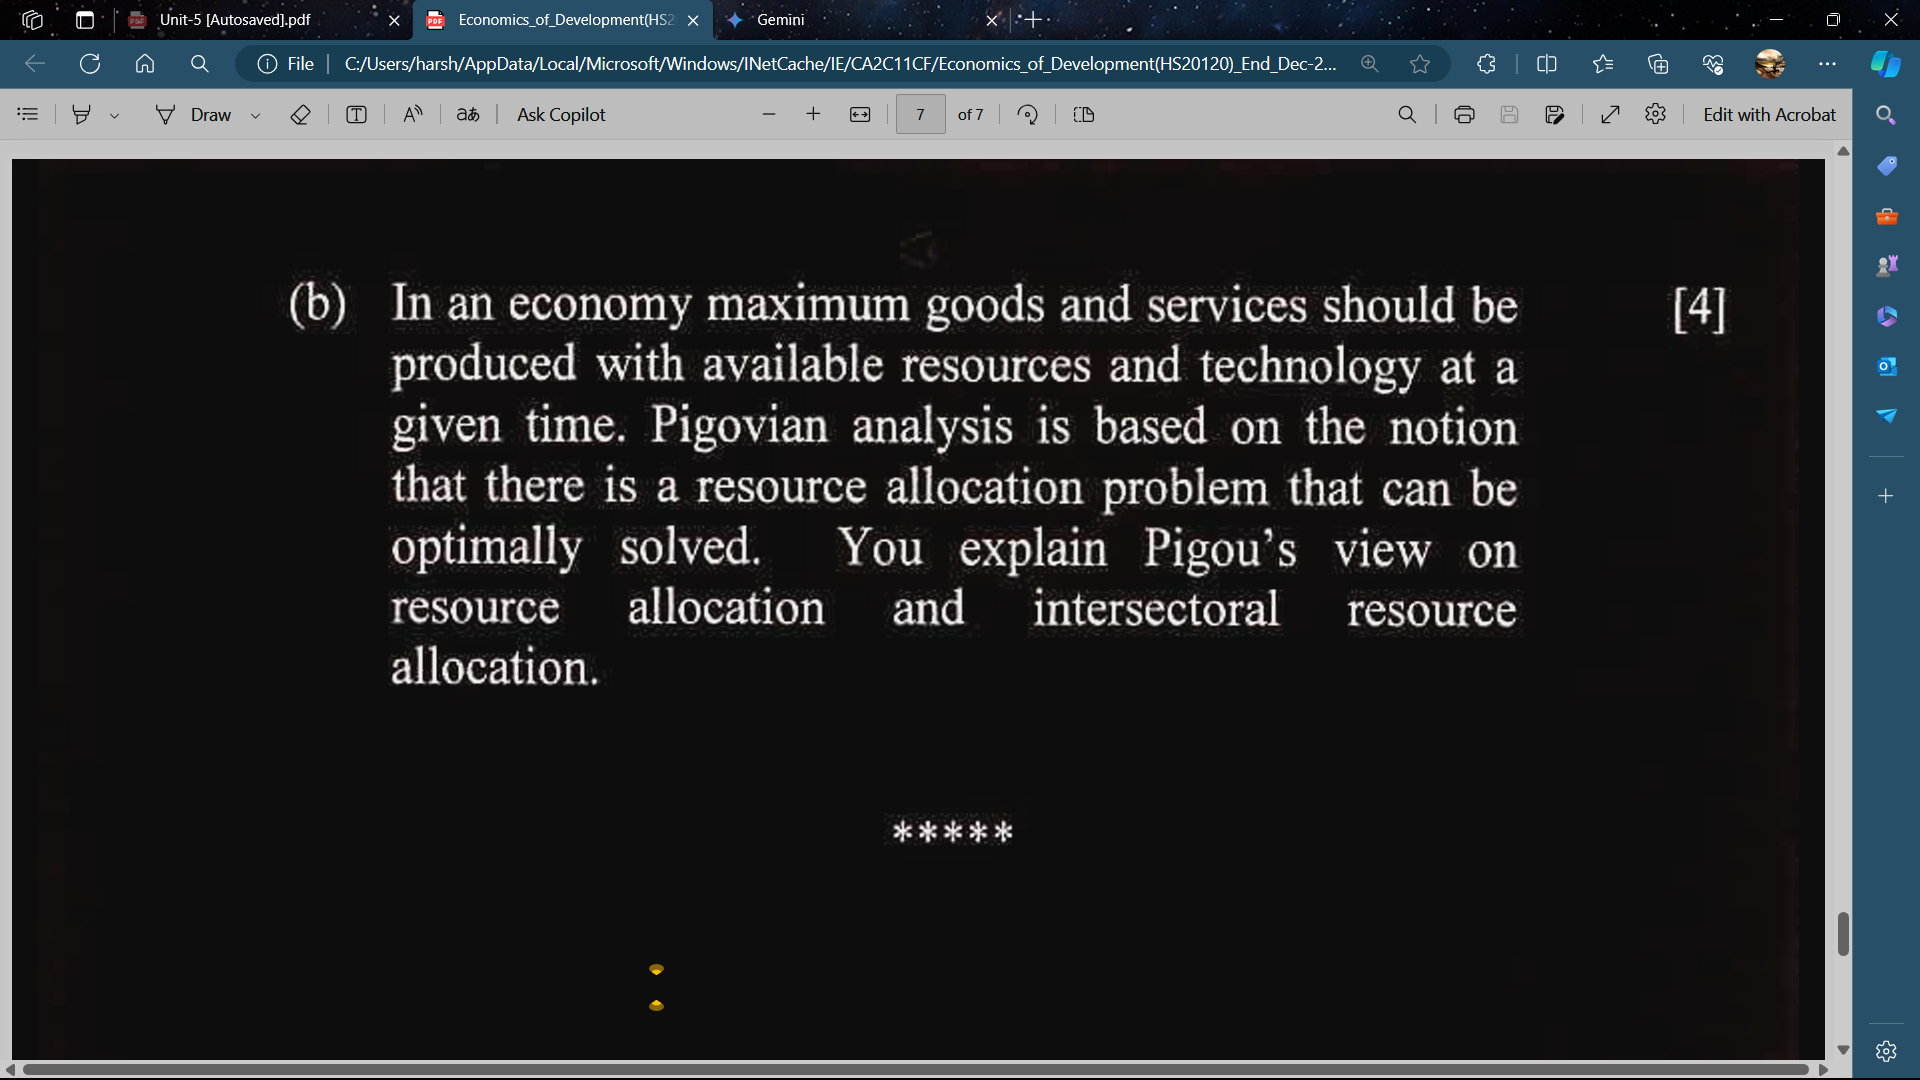 Unit-5 [Autosaved].pdf
Economics_of_Development(HS2
Gemini
File
C:/Users/harsh/AppData/Local/Microsoft/Windows/INetCache/IE/CA2C11CF/Economics_of_Development(HS20120)_End_Dec-2...
Draw
Ask Copilot
7 of 7
Edit with Acrobat
(b) In an economy maximum goods and services should be [4]
produced with available resources and technology at a
given time. Pigovian analysis is based on the notion
that there is a resource allocation problem that can be
optimally solved. You explain Pigou's view on
resource allocation and intersectoral resource
allocation.
*****